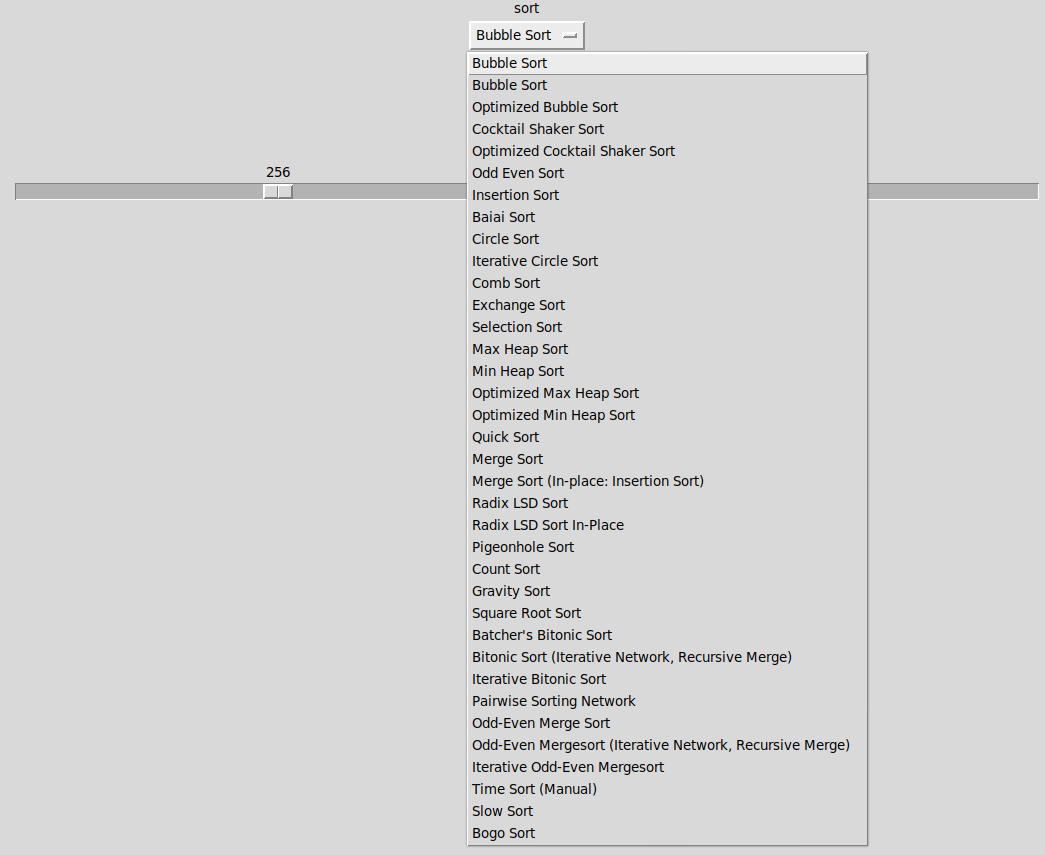 sort
Bubble Sort
Bubble Sort
Bubble Sort
Optimized Bubble Sort
Cocktail Shaker Sort
Optimized Cocktail Shaker Sort
256
Odd Even Sort
Insertion Sort
Baiai Sort
Circle Sort
Iterative Circle Sort
Comb Sort
Exchange Sort
Selection Sort
Max Heap Sort
Min Heap Sort
Optimized Max Heap Sort
Optimized Min Heap Sort
Quick Sort
Merge Sort
Merge Sort (In-place: Insertion Sort)
Radix LSD Sort
Radix LSD Sort In-Place
Pigeonhole Sort
Count Sort
Gravity Sort
Square Root Sort
Batcher's Bitonic Sort
Bitonic Sort (Iterative Network, Recursive Merge)
Iterative Bitonic Sort
Pairwise Sorting Network
Odd-Even Merge Sort
Odd-Even Mergesort (Iterative Network, Recursive Merge)
Iterative Odd-Even Mergesort
Time Sort (Manual)
Slow Sort
Bogo Sort